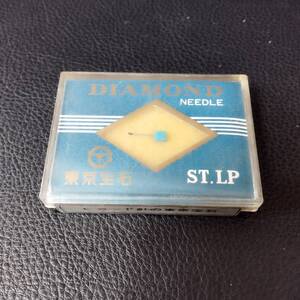 DIAMOND
NEEDLE
東京宝石
ST.LP